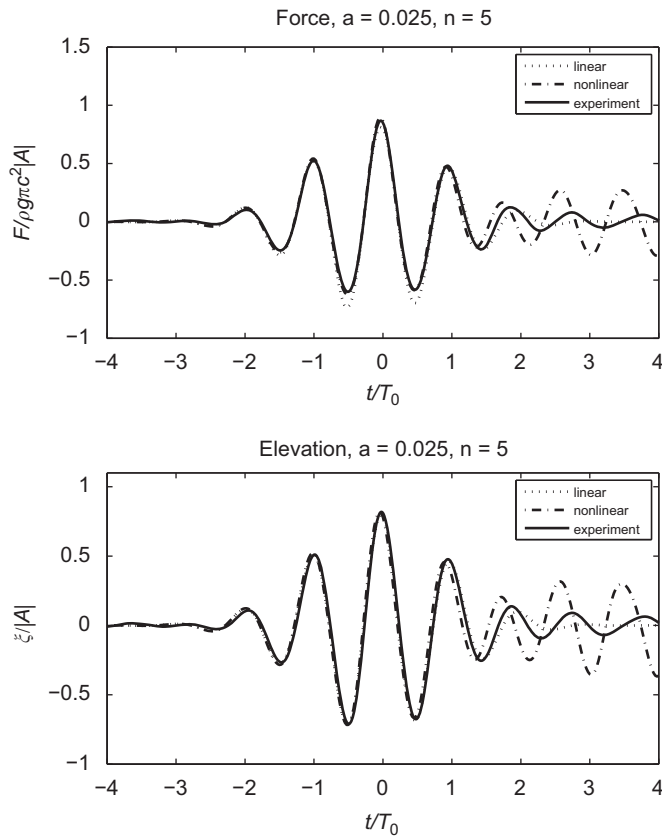 Force, a = 0.025, n = 5
1.5
1
0.5
0
−0.5
−1
F/ρgπc²|A|
linear
nonlinear
experiment
−4 −3 −2 −1 0 1 2 3 4
t/T₀
Elevation, a = 0.025, n = 5
1
0.5
0
−0.5
−1
ξ/|A|
linear
nonlinear
experiment
−4 −3 −2 −1 0 1 2 3 4
t/T₀